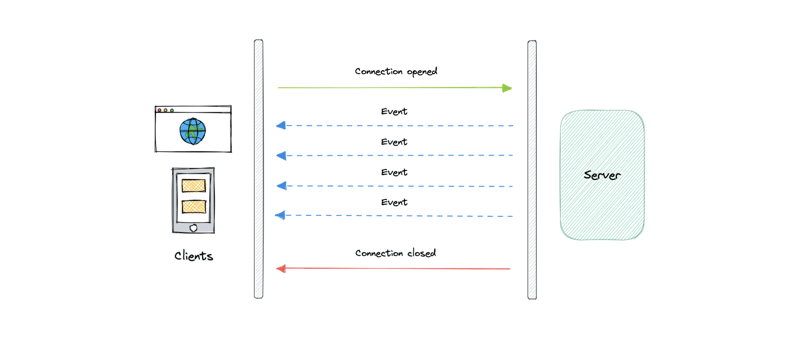 Connection opened
Event
Event
Event
Event
Server
Connection closed
Clients